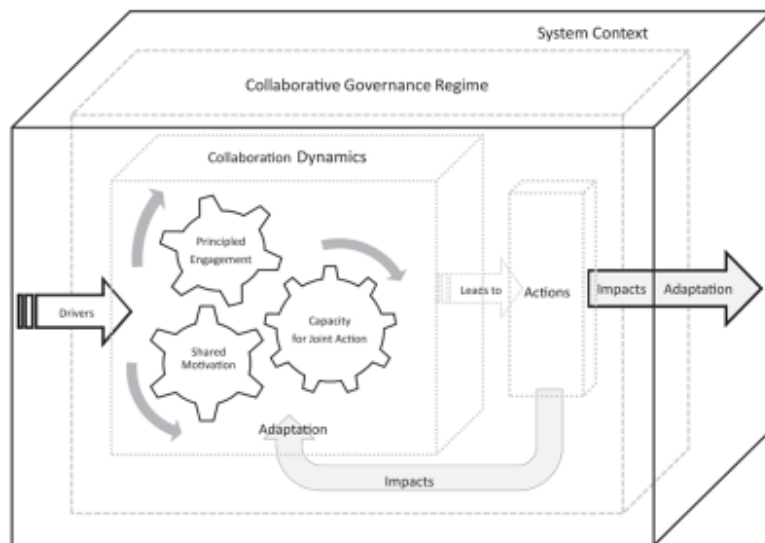 System Context
Collaborative Governance Regime
Collaboration Dynamics
Principled
Engagement
Drivers
Capacity
for Joint Action
Shared
Motivation
Leads to
Actions
Impacts
Adaptation
Adaptation
Impacts